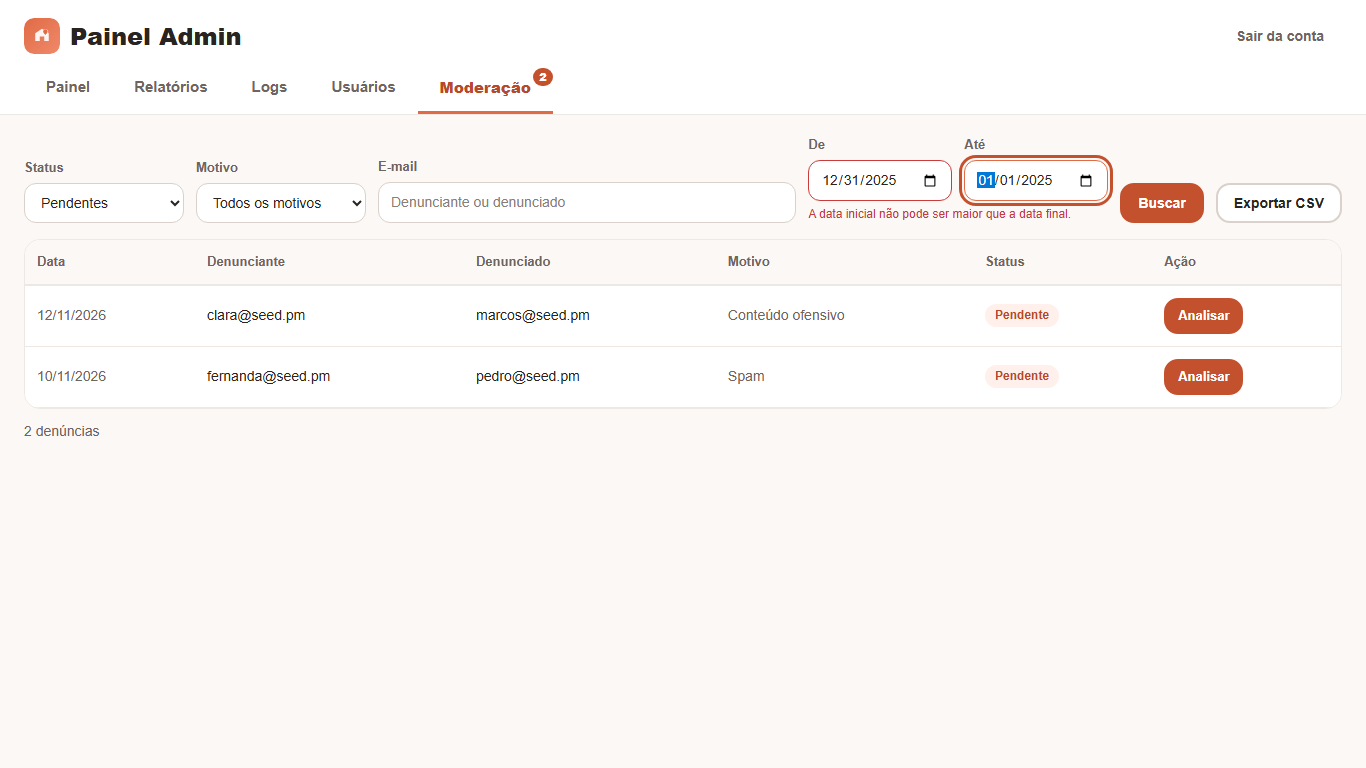 Painel Admin
Sair da conta
Painel
Relatórios
Logs
Usuários
Moderação
2
Status
Motivo
E-mail
De
Até
Pendentes
Todos os motivos
Denunciante ou denunciado
12/31/2025
01/01/2025
Buscar
Exportar CSV
A data inicial não pode ser maior que a data final.
Data Denunciante Denunciado Motivo Status Ação
12/11/2026 clara@seed.pm marcos@seed.pm Conteúdo ofensivo Pendente Analisar
10/11/2026 fernanda@seed.pm pedro@seed.pm Spam Pendente Analisar
2 denúncias